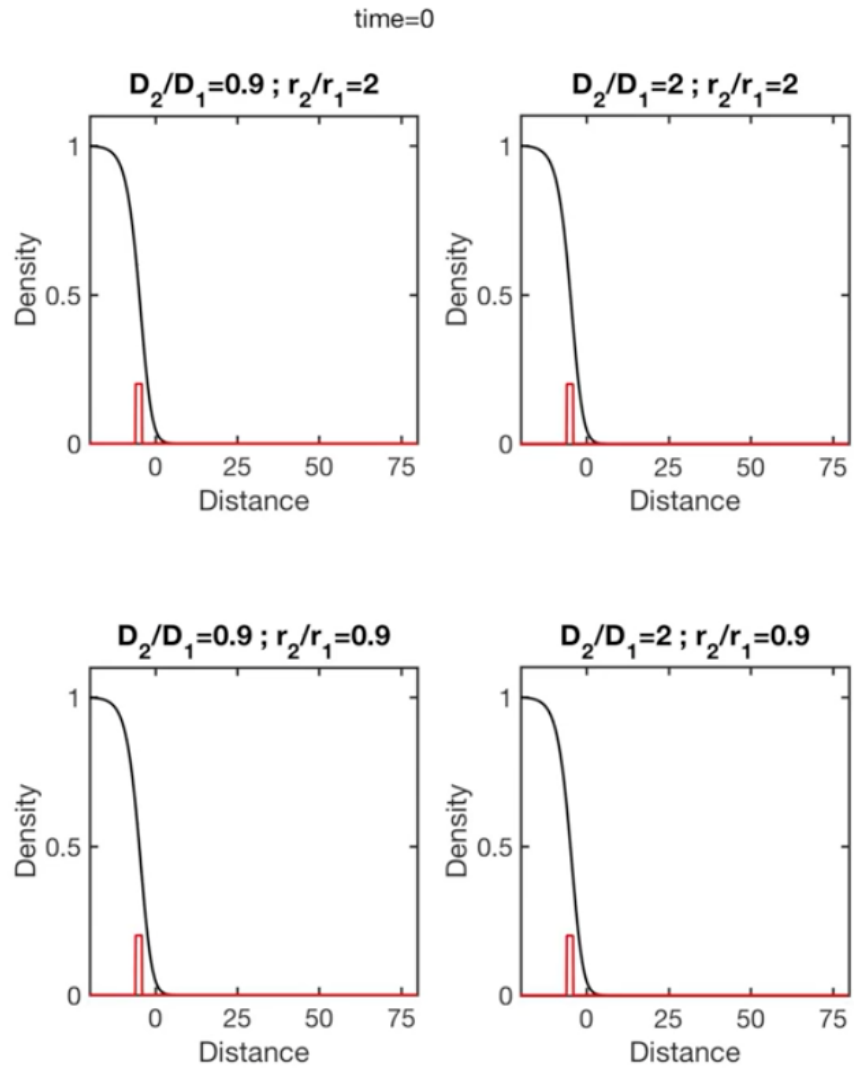 time=0
D2/D1=0.9 ; r2/r1=2
1
0.5
0
Density
0 25 50 75
Distance
D2/D1=2 ; r2/r1=2
1
0.5
0
Density
0 25 50 75
Distance
D2/D1=0.9 ; r2/r1=0.9
1
0.5
0
Density
0 25 50 75
Distance
D2/D1=2 ; r2/r1=0.9
1
0.5
0
Density
0 25 50 75
Distance